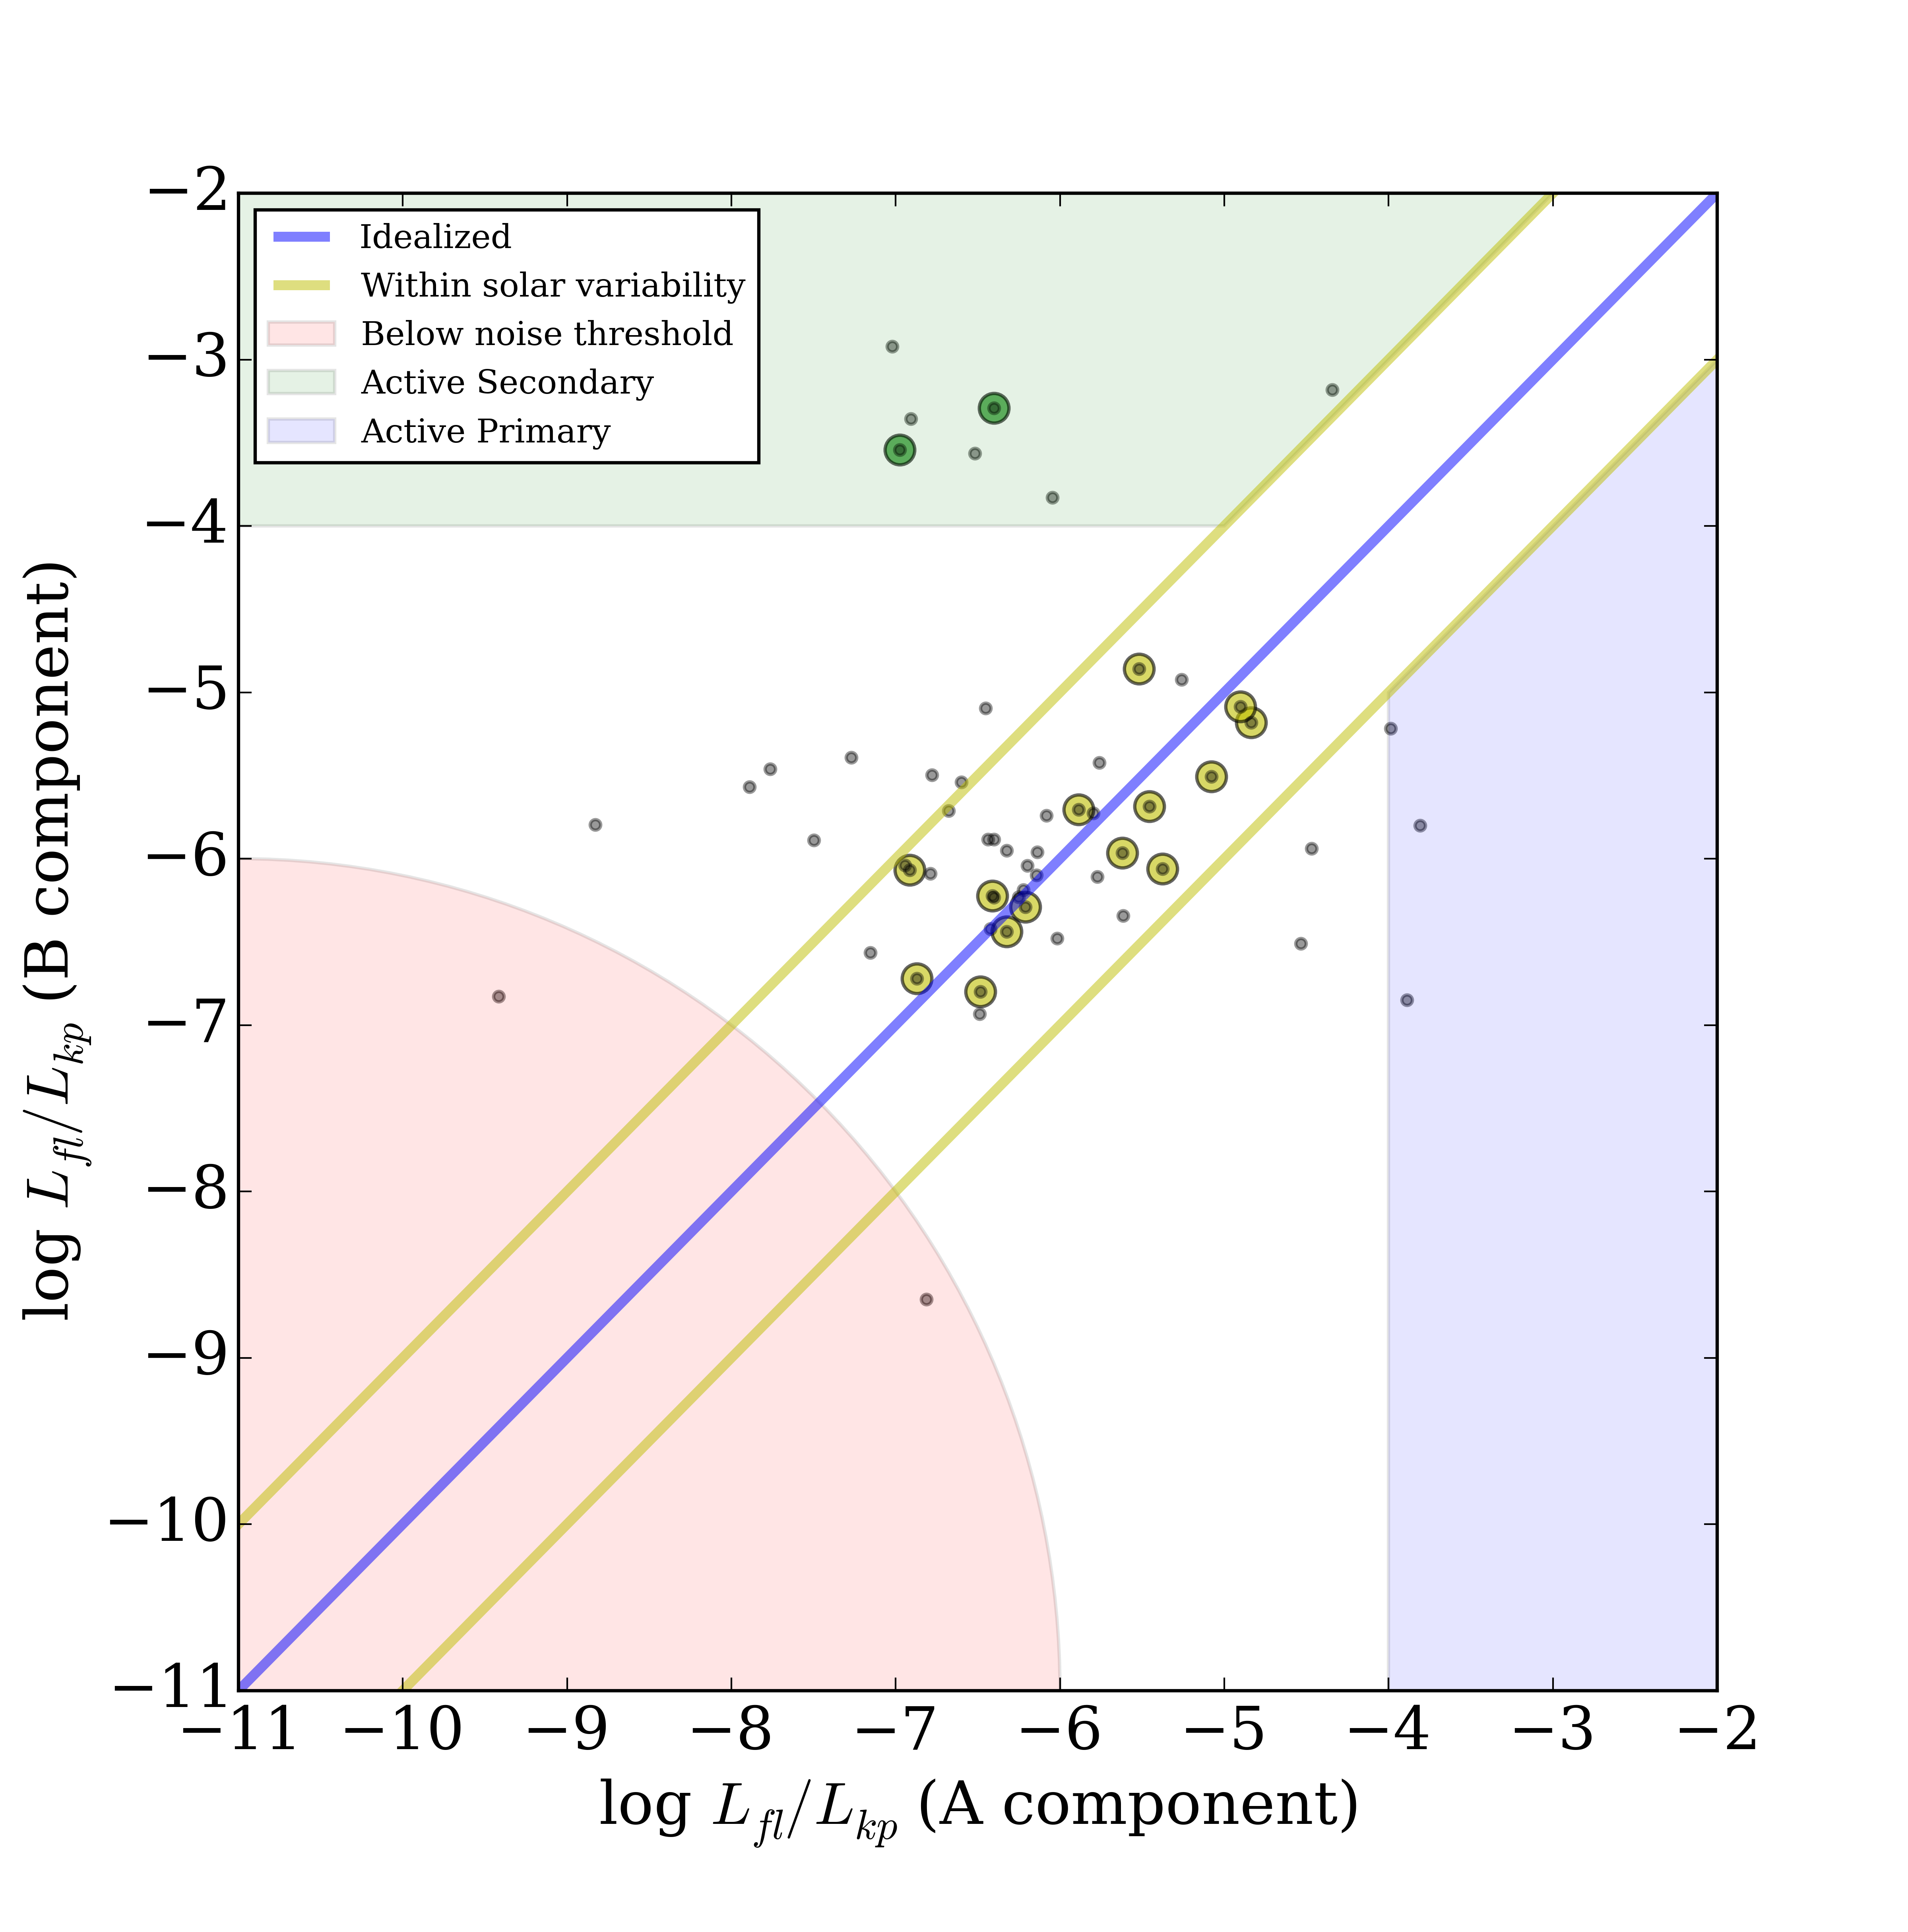 −2
−3
−4
−5
−6
−7
−8
−9
−10
−11
log L_fl/L_kp (B component)
Idealized
Within solar variability
Below noise threshold
Active Secondary
Active Primary
−11 −10 −9 −8 −7 −6 −5 −4 −3 −2
log L_fl/L_kp (A component)